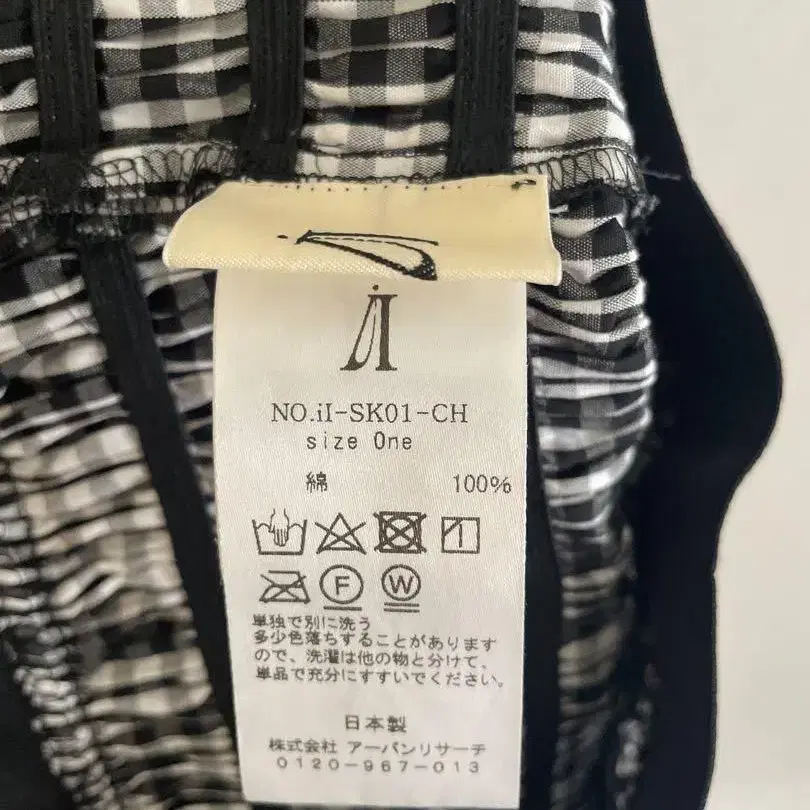 iI
NO.iI-SK01-CH
size One
綿 100%
F W
単独で別に洗う
多少色落ちすることがあります
ので、洗濯は他の物と分けて、
単品で充分にすすいでください。
日本製
株式会社 アーバンリサーチ
0120-967-013